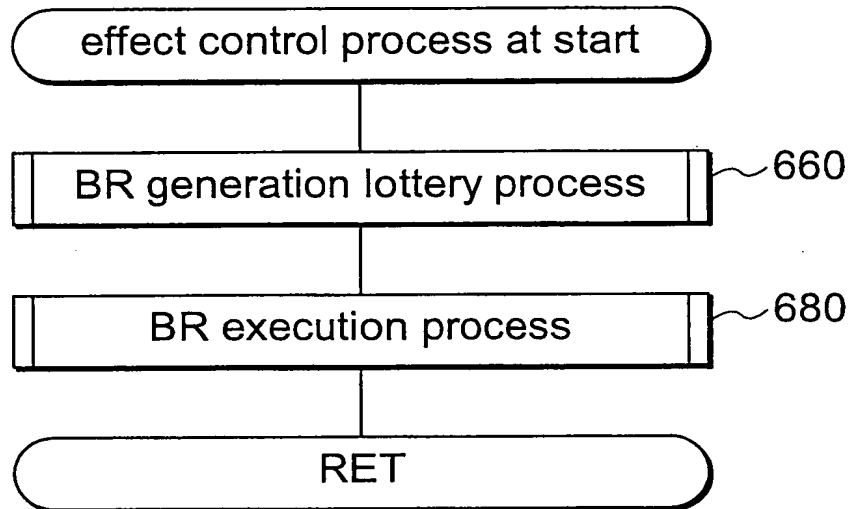 effect control process at start
BR generation lottery process 660
BR execution process 680
RET